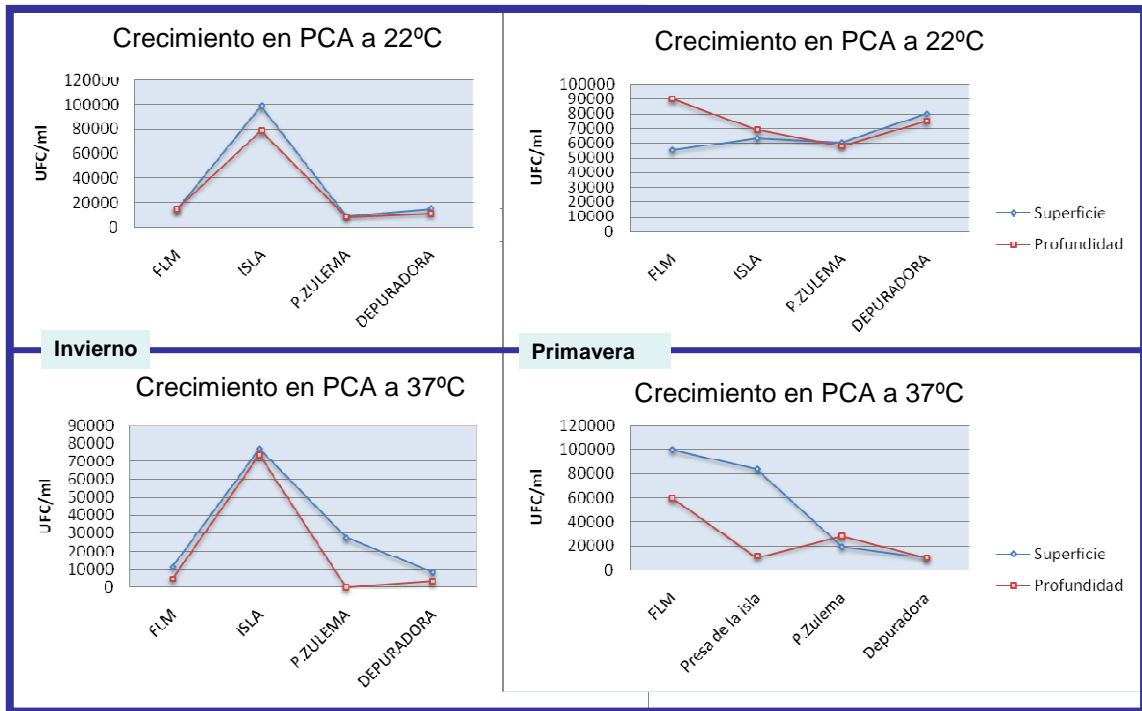 Crecimiento en PCA a 22ºC
UFC/ml
120000
100000
80000
60000
40000
20000
0
FLM
ISLA
P.ZULEMA
DEPURADORA
Crecimiento en PCA a 22ºC
UFC/ml
100000
90000
80000
70000
60000
50000
40000
30000
20000
10000
0
FLM
ISLA
P.ZULEMA
DEPURADORA
Superficie
Profundidad
Invierno
Primavera
Crecimiento en PCA a 37ºC
UFC/ml
90000
80000
70000
60000
50000
40000
30000
20000
10000
0
FLM
ISLA
P.ZULEMA
DEPURADORA
Crecimiento en PCA a 37ºC
UFC/ml
120000
100000
80000
60000
40000
20000
0
FLM
Presa de la isla
P.Zulema
Depuradora
Superficie
Profundidad